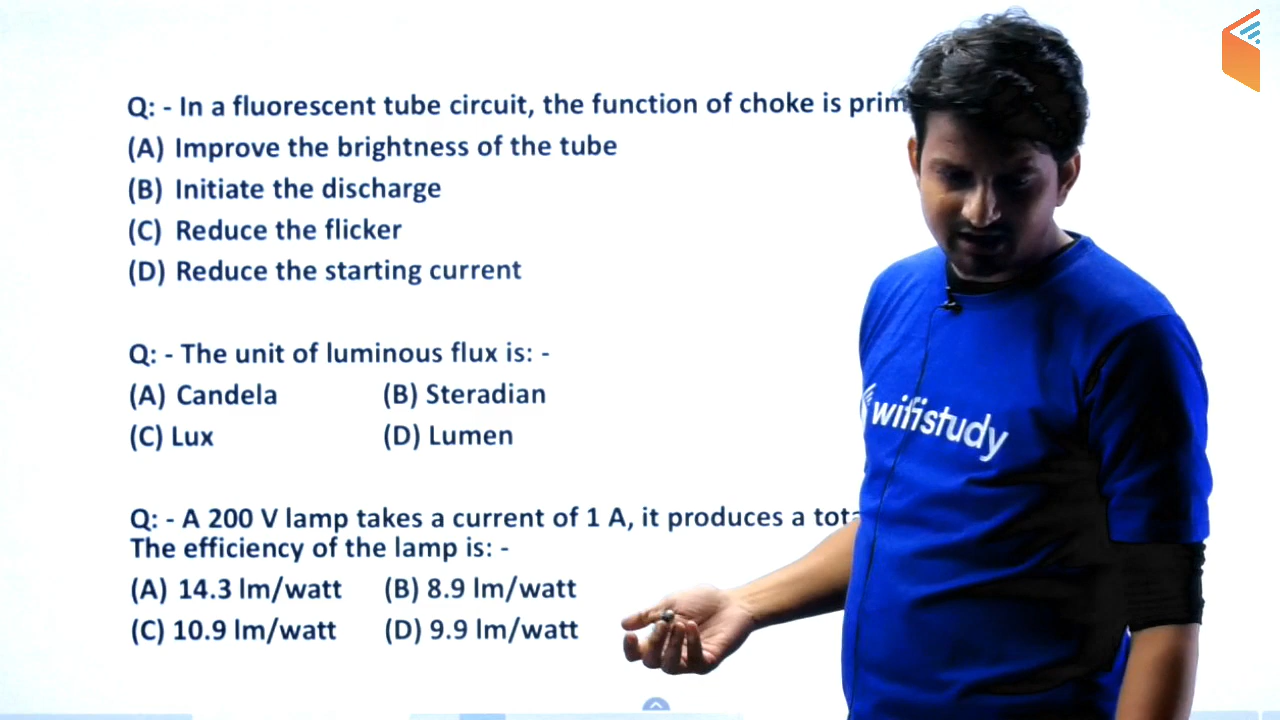 Q: - In a fluorescent tube circuit, the function of choke is
(A) Improve the brightness of the tube
(B) Initiate the discharge
(C) Reduce the flicker
(D) Reduce the starting current
Q: - The unit of luminous flux is: -
(A) Candela (B) Steradian
(C) Lux (D) Lumen
Q: - A 200 V lamp takes a current of 1 A, it produces a
The efficiency of the lamp is: -
(A) 14.3 lm/watt (B) 8.9 lm/watt
(C) 10.9 lm/watt (D) 9.9 lm/watt
wifistudy